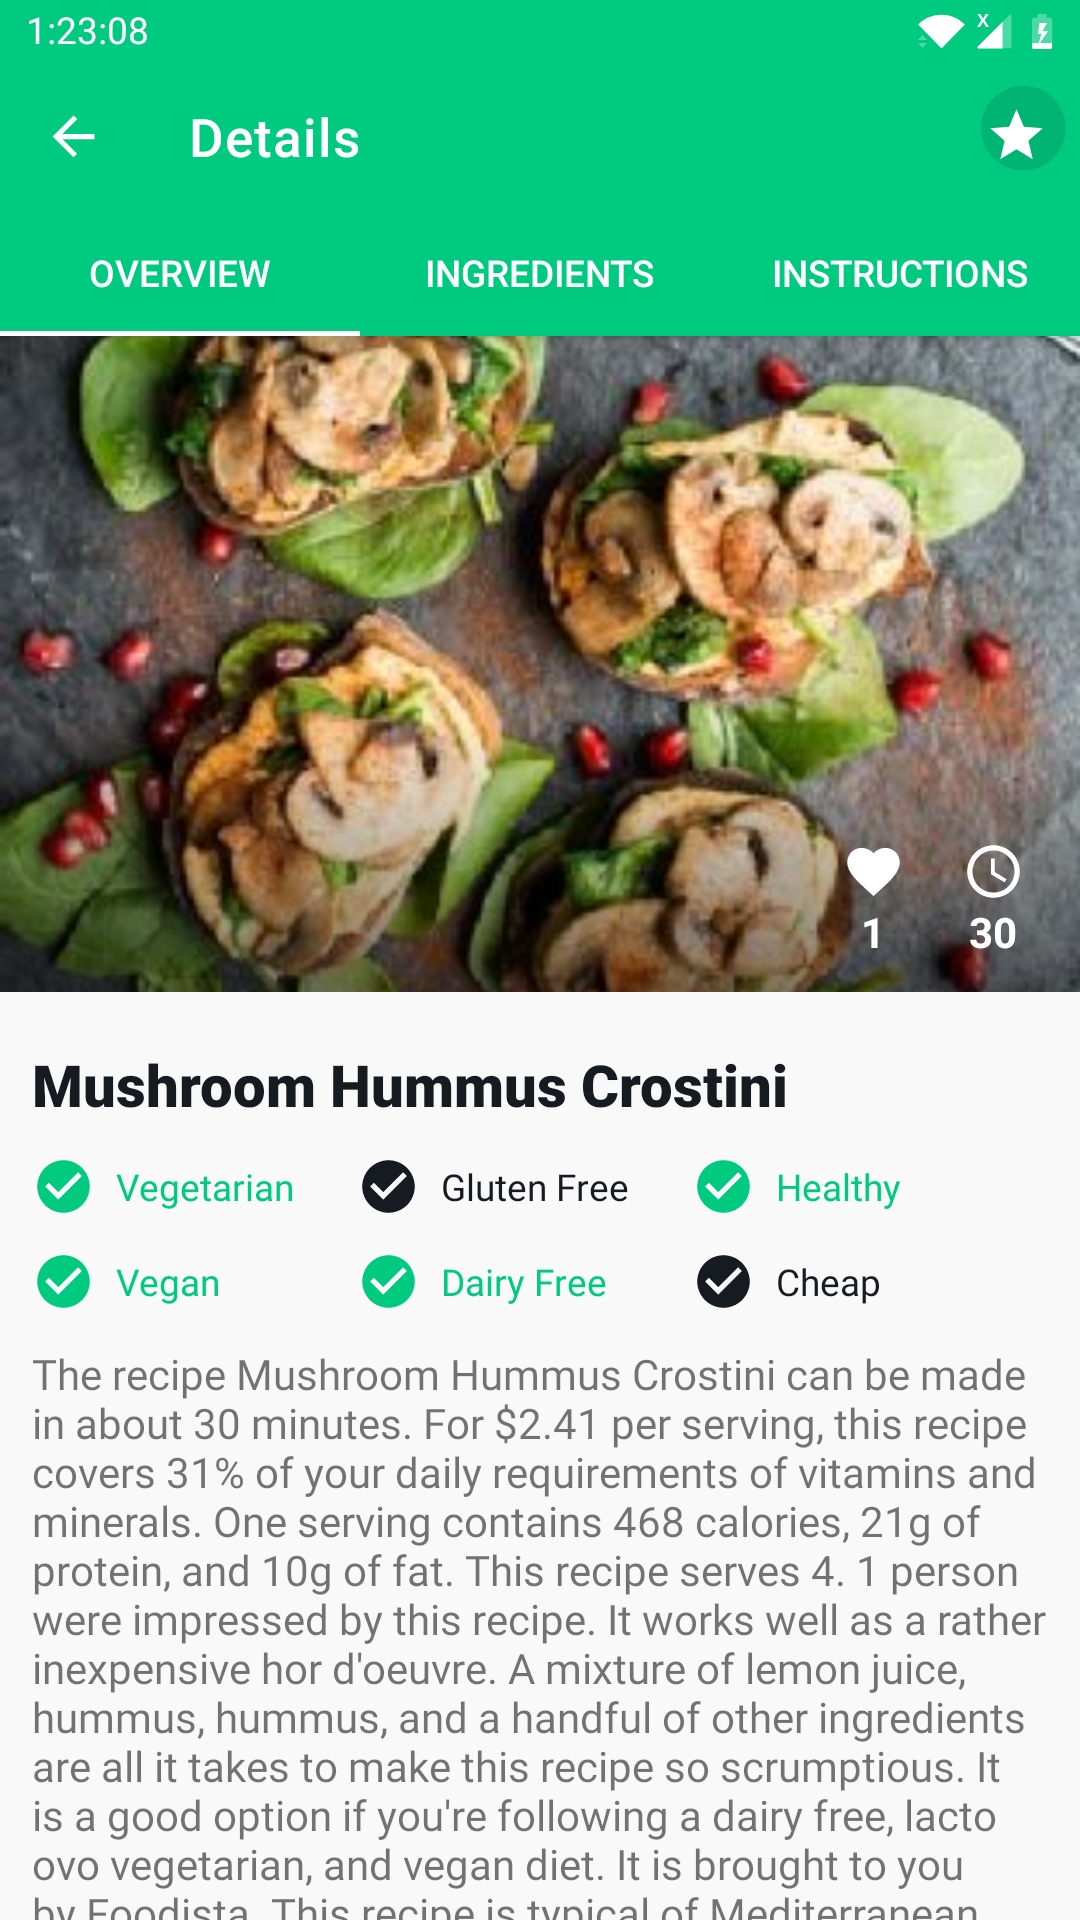 1:23:08
X
Details
OVERVIEW INGREDIENTS INSTRUCTIONS
1 30
Mushroom Hummus Crostini
Vegetarian Gluten Free Healthy
Vegan Dairy Free Cheap
The recipe Mushroom Hummus Crostini can be made
in about 30 minutes. For $2.41 per serving, this recipe
covers 31% of your daily requirements of vitamins and
minerals. One serving contains 468 calories, 21g of
protein, and 10g of fat. This recipe serves 4. 1 person
were impressed by this recipe. It works well as a rather
inexpensive hor d'oeuvre. A mixture of lemon juice,
hummus, hummus, and a handful of other ingredients
are all it takes to make this recipe so scrumptious. It
is a good option if you're following a dairy free, lacto
ovo vegetarian, and vegan diet. It is brought to you
by Foodista. This recipe is typical of Mediterranean